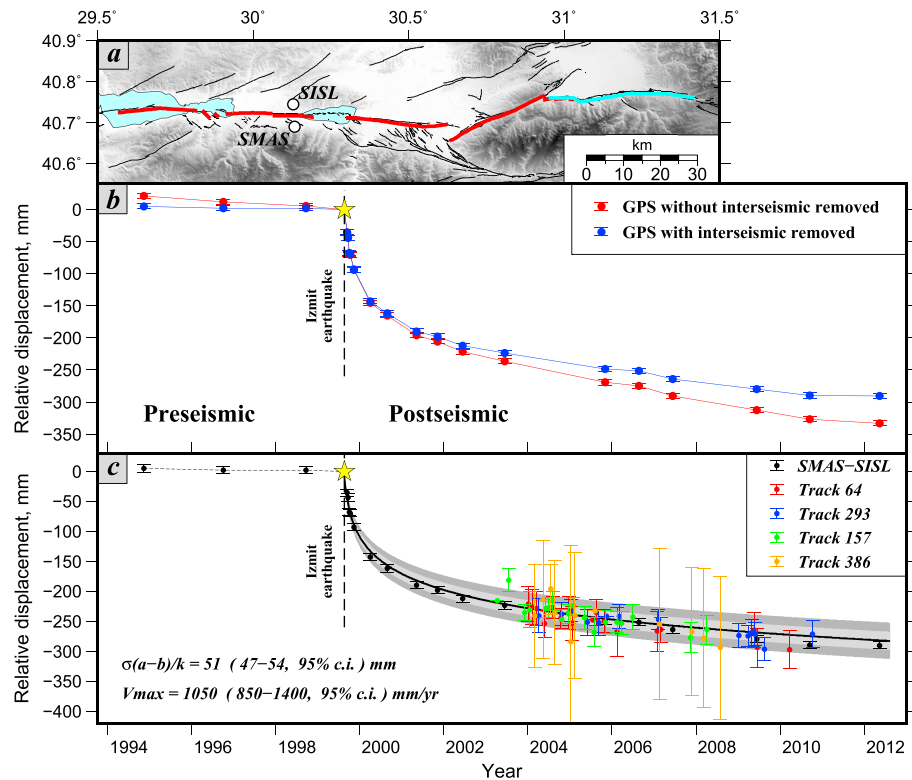 29.5° 30° 30.5° 31° 31.5°
40.9°
40.8°
40.7°
40.6°
a
SISL
SMAS
km
0 10 20 30
b
0
−50
−100
−150
−200
−250
−300
−350
Relative displacement, mm
GPS without interseismic removed
GPS with interseismic removed
Izmit
earthquake
Preseismic Postseismic
c
0
−50
−100
−150
−200
−250
−300
−350
−400
Relative displacement, mm
SMAS−SISL
Track 64
Track 293
Track 157
Track 386
Izmit
earthquake
σ(a−b)/k = 51 ( 47−54, 95% c.i. ) mm
Vmax = 1050 ( 850−1400, 95% c.i. ) mm/yr
1994 1996 1998 2000 2002 2004 2006 2008 2010 2012
Year